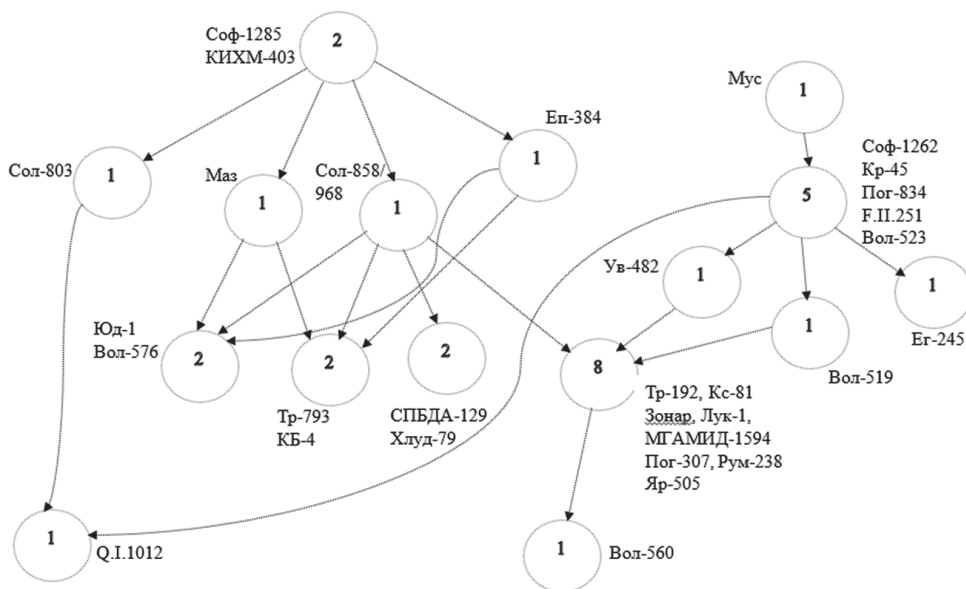 Соф-1285
КИХМ-403
2
Мус
1
Еп-384
1
Сол-803
1
Маз
1
Сол-858/
968
1
Соф-1262
Кр-45
Пог-834
F.II.251
Вол-523
5
Ув-482
1
1
Ег-245
1
Вол-519
Юд-1
Вол-576
2
2
Тр-793
КБ-4
2
СПБДА-129
Хлуд-79
8
Тр-192, Кс-81
Зонар, Лук-1,
МГАМИД-1594
Пог-307, Рум-238
Яр-505
1
Q.I.1012
1
Вол-560